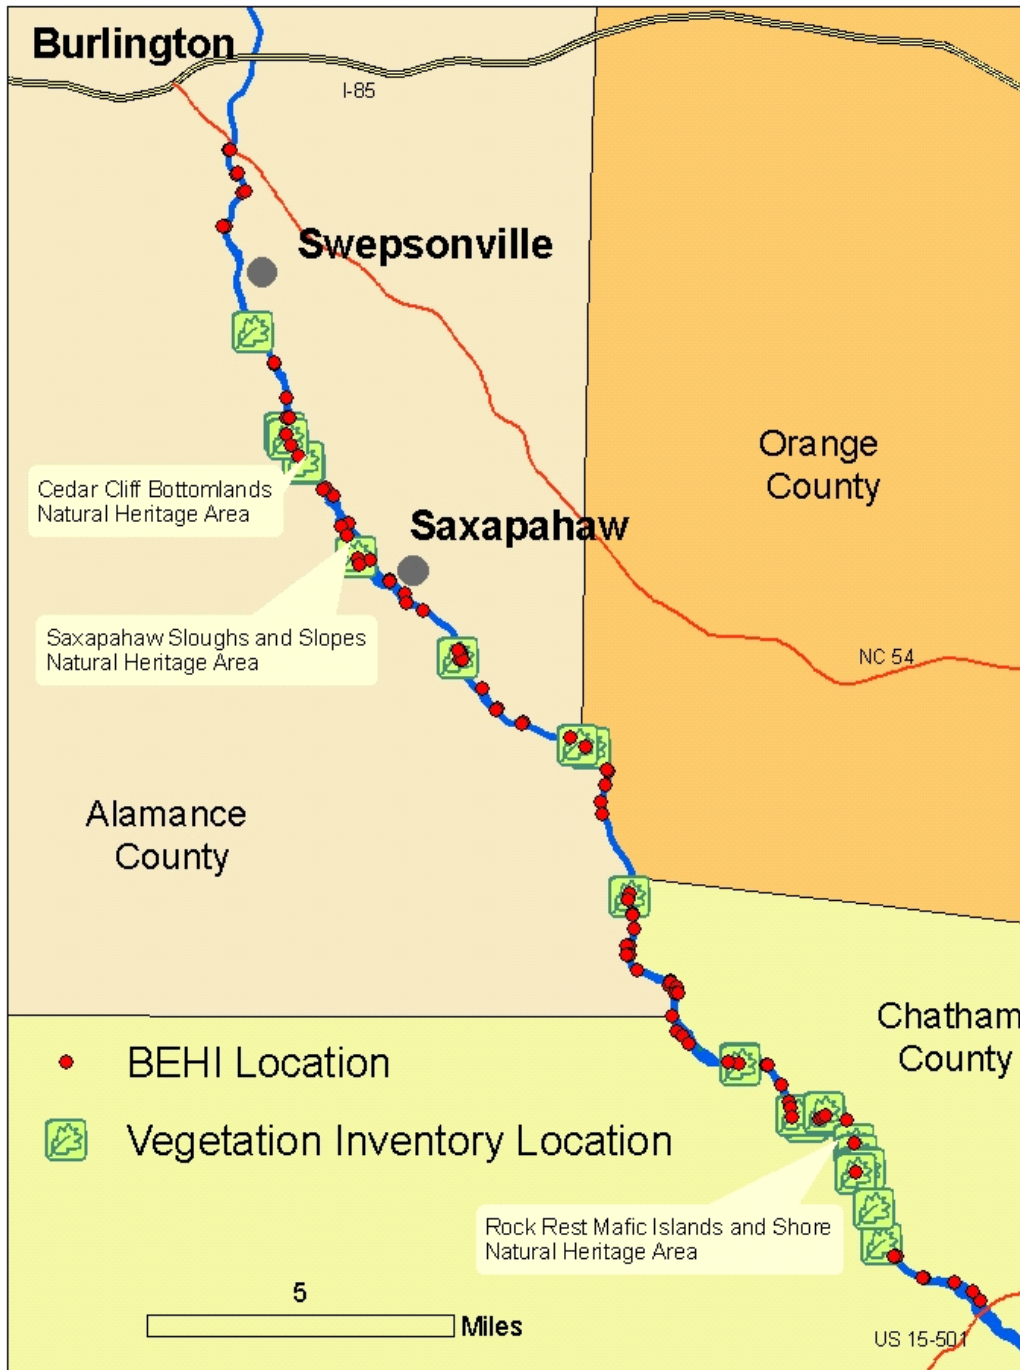 Burlington
I-85
Swepsonville
Orange
County
Cedar Cliff Bottomlands
Natural Heritage Area
Saxapahaw
Saxapahaw Sloughs and Slopes
Natural Heritage Area
NC 54
Alamance
County
Chatham
County
BEHI Location
Vegetation Inventory Location
Rock Rest Mafic Islands and Shore
Natural Heritage Area
5
Miles
US 15-501